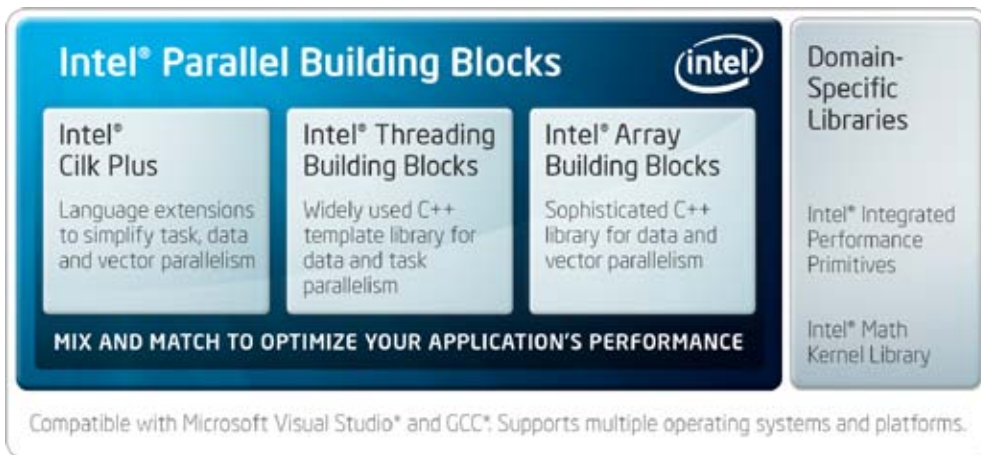 Intel® Parallel Building Blocks
intel
Intel®
Cilk Plus
Language extensions
to simplify task, data
and vector parallelism
Intel® Threading
Building Blocks
Widely used C++
template library for
data and task
parallelism
Intel® Array
Building Blocks
Sophisticated C++
library for data and
vector parallelism
MIX AND MATCH TO OPTIMIZE YOUR APPLICATION'S PERFORMANCE
Domain-
Specific
Libraries
Intel® Integrated
Performance
Primitives
Intel® Math
Kernel Library
Compatible with Microsoft Visual Studio* and GCC*. Supports multiple operating systems and platforms.